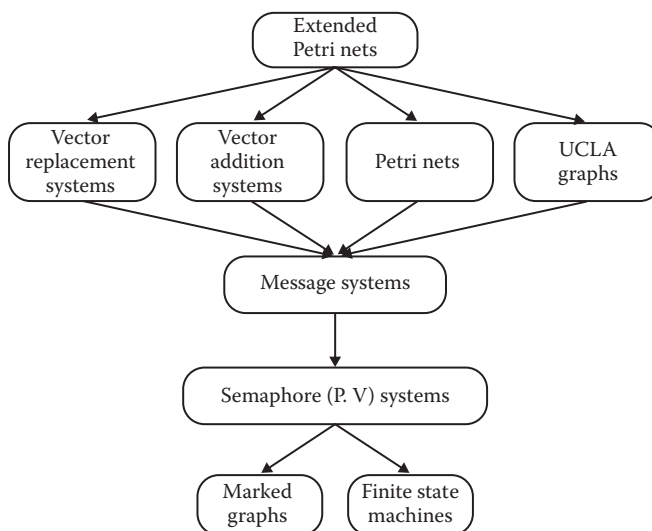 Extended
Petri nets
Vector
replacement
systems
Vector
addition
systems
Petri nets
UCLA
graphs
Message systems
Semaphore (P. V) systems
Marked
graphs
Finite state
machines